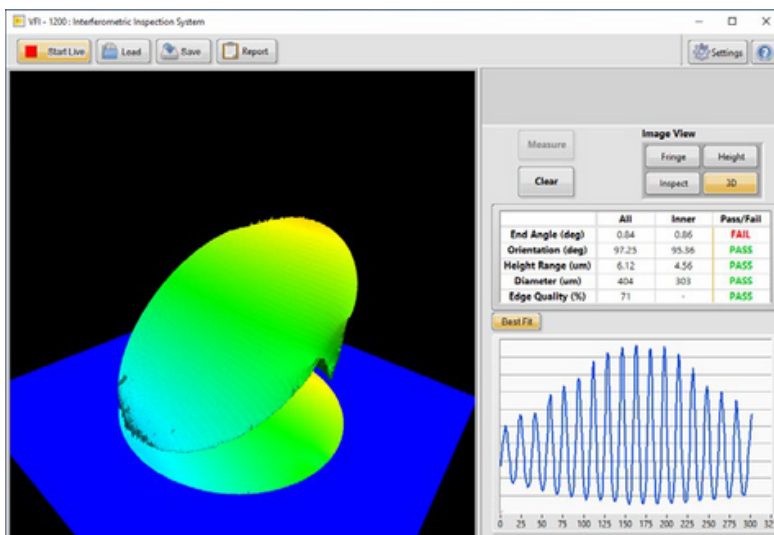 VFI - 1200 : Interferometric Inspection System
Start Live Load Save Report Settings ?
Measure
Clear
Image View
Fringe Height
Inspect 3D
All Inner Pass/Fail
End Angle (deg) 0.84 0.86 FAIL
Orientation (deg) 97.25 95.36 PASS
Height Range (um) 6.12 4.56 PASS
Diameter (um) 404 303 PASS
Edge Quality (%) 71 - PASS
Best Fit
0 25 50 75 100 125 150 175 200 225 250 275 300 325